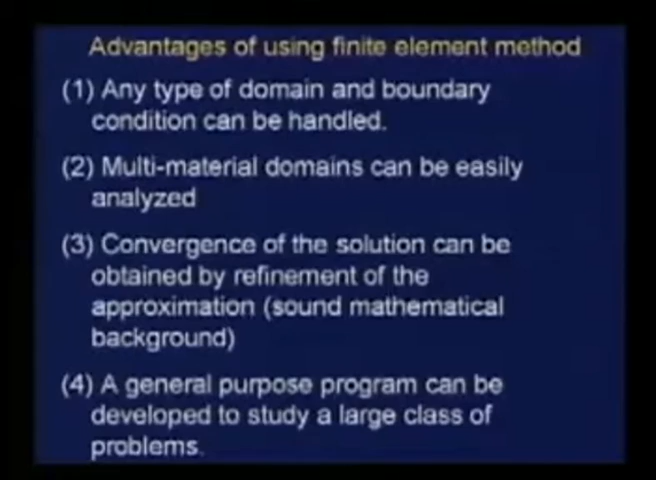 Advantages of using finite element method
(1) Any type of domain and boundary
condition can be handled.
(2) Multi-material domains can be easily
analyzed
(3) Convergence of the solution can be
obtained by refinement of the
approximation (sound mathematical
background)
(4) A general purpose program can be
developed to study a large class of
problems.